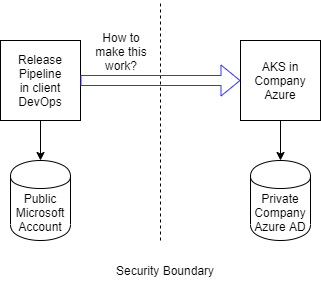 How to
make this
work?
Release
Pipeline
in client
DevOps
AKS in
Company
Azure
Public
Microsoft
Account
Private
Company
Azure AD
Security Boundary